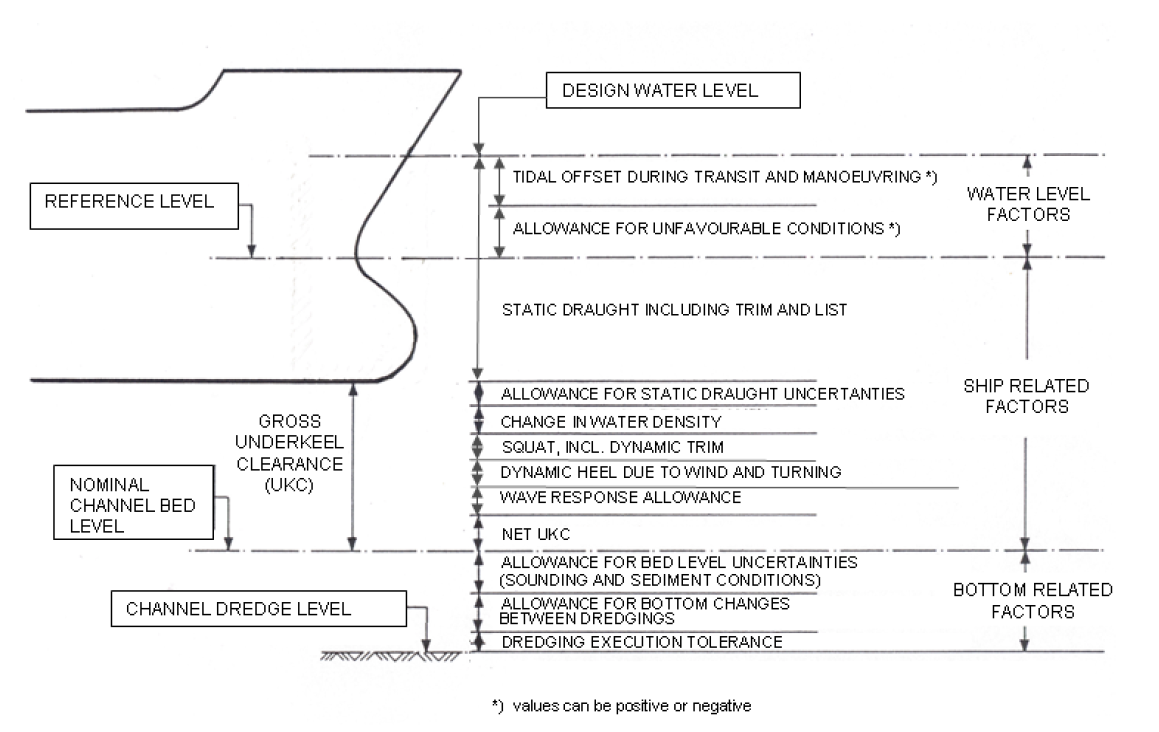 DESIGN WATER LEVEL
TIDAL OFFSET DURING TRANSIT AND MANOEUVRING *)
REFERENCE LEVEL
WATER LEVEL
FACTORS
ALLOWANCE FOR UNFAVOURABLE CONDITIONS *)
STATIC DRAUGHT INCLUDING TRIM AND LIST
SHIP RELATED
FACTORS
ALLOWANCE FOR STATIC DRAUGHT UNCERTANTIES
GROSS
UNDERKEEL
CLEARANCE
(UKC)
CHANGE IN WATER DENSITY
SQUAT, INCL. DYNAMIC TRIM
DYNAMIC HEEL DUE TO WIND AND TURNING
NOMINAL
CHANNEL BED
LEVEL
WAVE RESPONSE ALLOWANCE
NET UKC
ALLOWANCE FOR BED LEVEL UNCERTAINTIES
(SOUNDING AND SEDIMENT CONDITIONS)
BOTTOM RELATED
FACTORS
CHANNEL DREDGE LEVEL
ALLOWANCE FOR BOTTOM CHANGES
BETWEEN DREDGINGS
DREDGING EXECUTION TOLERANCE
*) values can be positive or negative